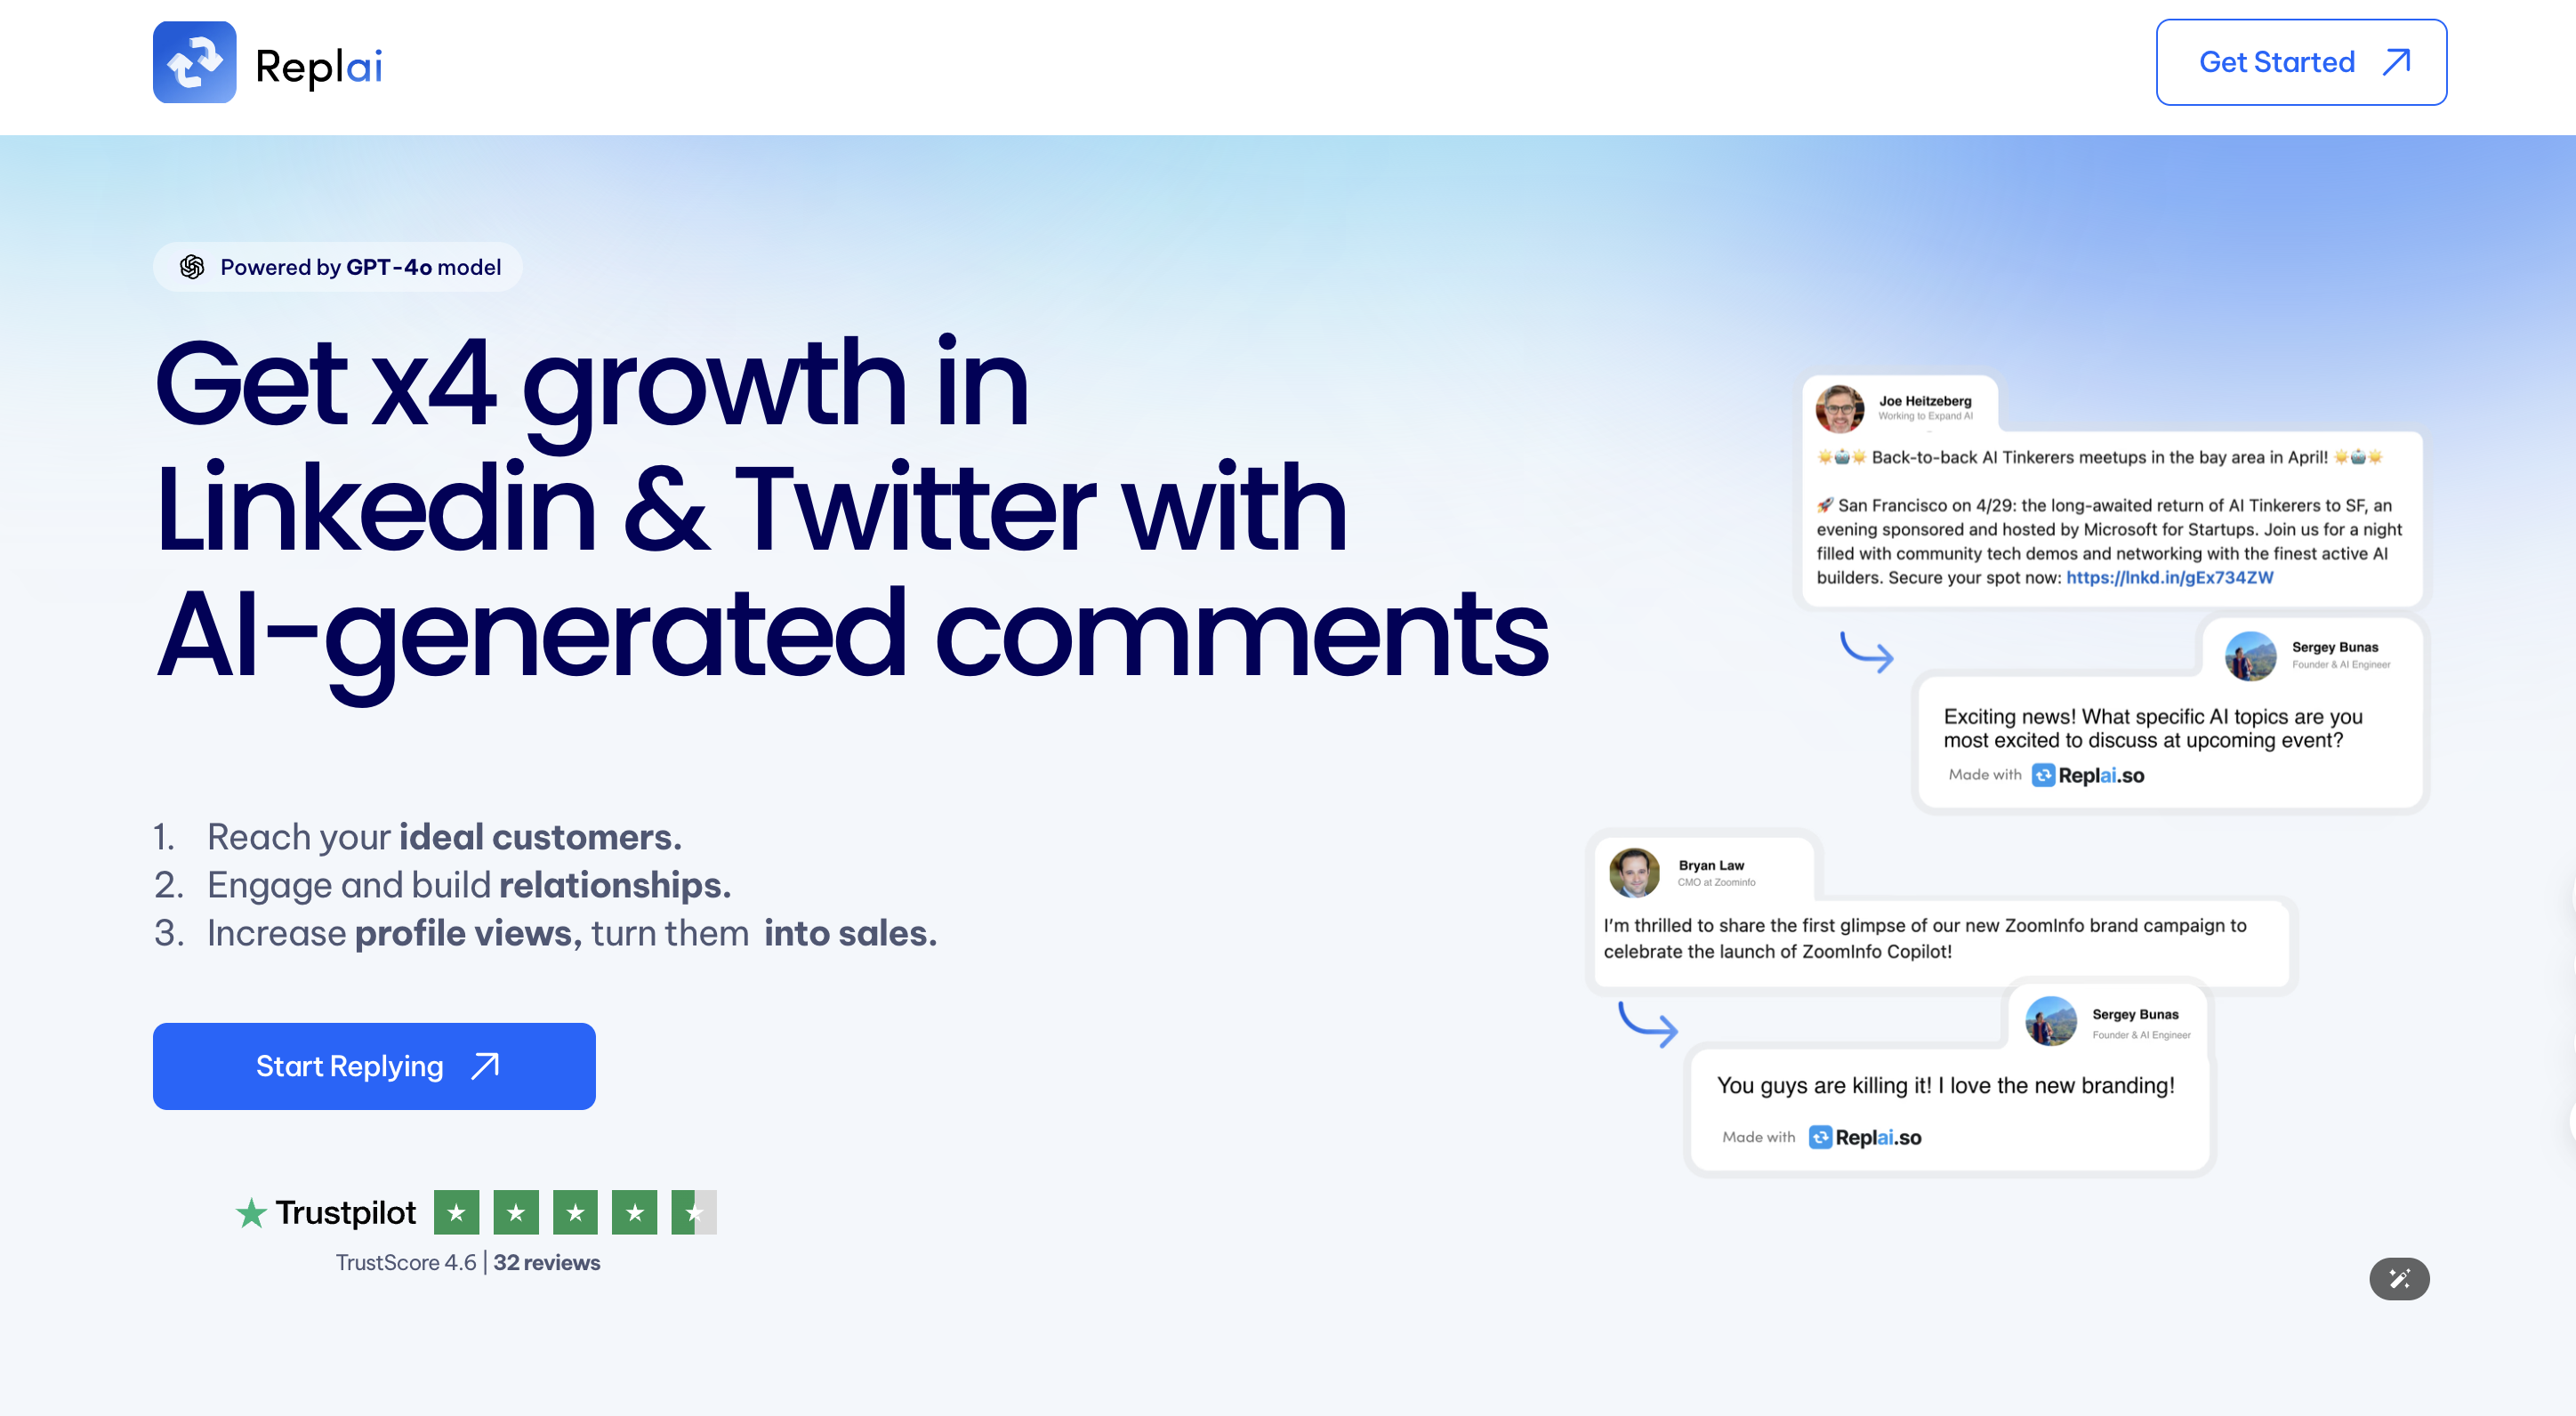 Replai
Get Started
Powered by GPT-4o model
Get x4 growth in
Linkedin & Twitter with
AI-generated comments
1. Reach your ideal customers.
2. Engage and build relationships.
3. Increase profile views, turn them into sales.
Start Replying
Trustpilot
TrustScore 4.6 | 32 reviews
Joe Heitzeberg
Working to Expand AI
☀️🤖☀️ Back-to-back AI Tinkerers meetups in the bay area in April! ☀️🤖☀️
🚀 San Francisco on 4/29: the long-awaited return of AI Tinkerers to SF, an
evening sponsored and hosted by Microsoft for Startups. Join us for a night
filled with community tech demos and networking with the finest active AI
builders. Secure your spot now: https://lnkd.in/gEx734ZW
Sergey Bunas
Founder & AI Engineer
Exciting news! What specific AI topics are you
most excited to discuss at upcoming event?
Made with Replai.so
Bryan Law
CMO at Zoominfo
I'm thrilled to share the first glimpse of our new ZoomInfo brand campaign to
celebrate the launch of ZoomInfo Copilot!
Sergey Bunas
Founder & AI Engineer
You guys are killing it! I love the new branding!
Made with Replai.so